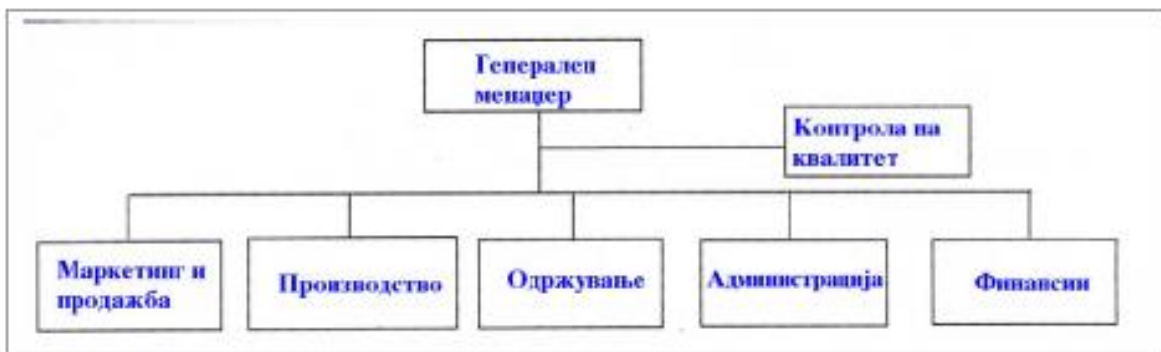 Генерален
менаџер
Контрола на
квалитет
Маркетинг и
продажба
Производство
Одржување
Администрација
Финансии